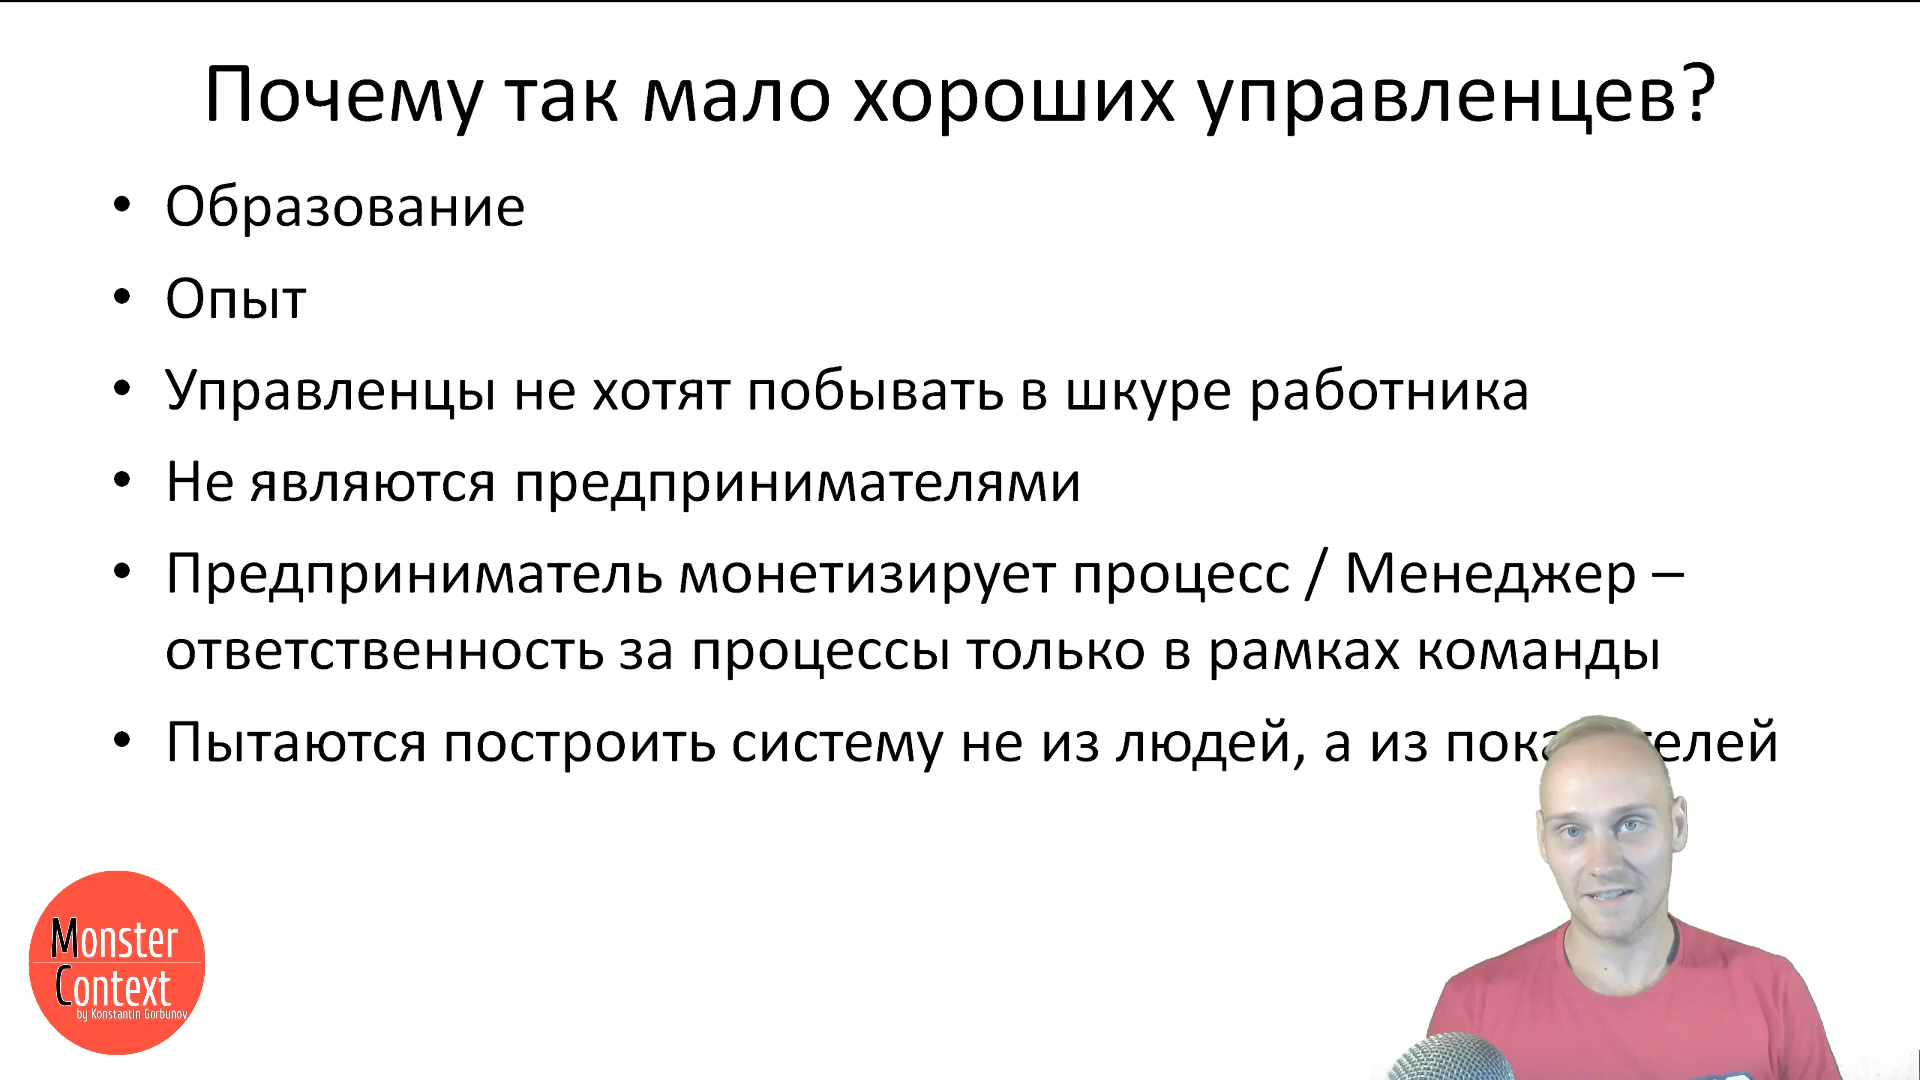 Почему так мало хороших управленцев?
• Образование
• Опыт
• Управленцы не хотят побывать в шкуре работника
• Не являются предпринимателями
• Предприниматель монетизирует процесс / Менеджер –
ответственность за процессы только в рамках команды
• Пытаются построить систему не из людей, а из
Monster
Context
by Konstantin Gorbunov